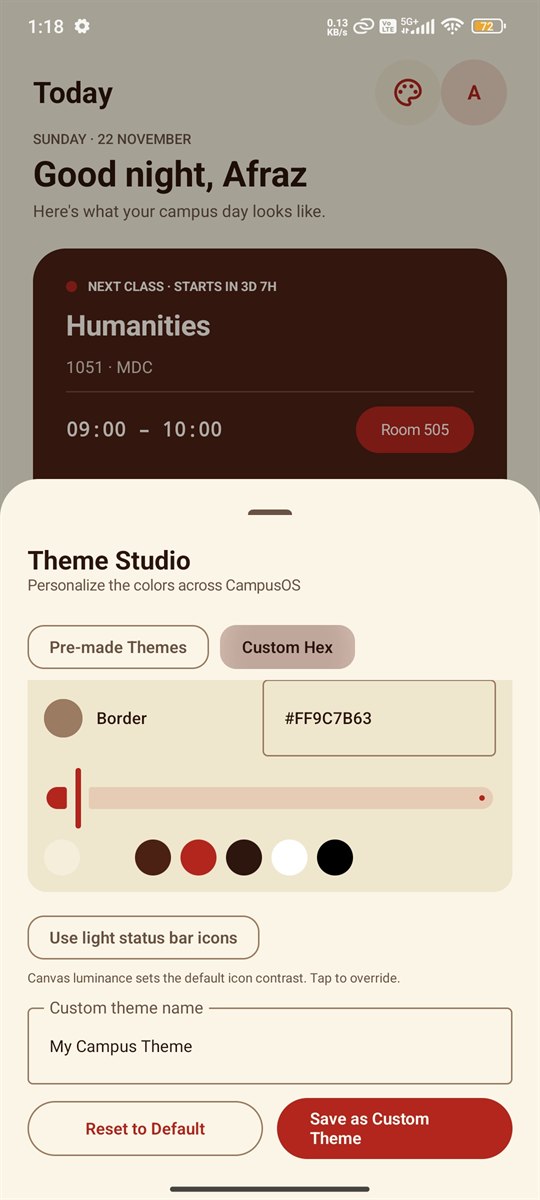 1:18
0.13 KB/s
Vo LTE
5G+
72
Today
A
SUNDAY · 22 NOVEMBER
Good night, Afraz
Here's what your campus day looks like.
NEXT CLASS · STARTS IN 3D 7H
Humanities
1051 · MDC
09:00 – 10:00
Room 505
Theme Studio
Personalize the colors across CampusOS
Pre-made Themes
Custom Hex
Border
#FF9C7B63
Use light status bar icons
Canvas luminance sets the default icon contrast. Tap to override.
Custom theme name
My Campus Theme
Reset to Default
Save as Custom
Theme